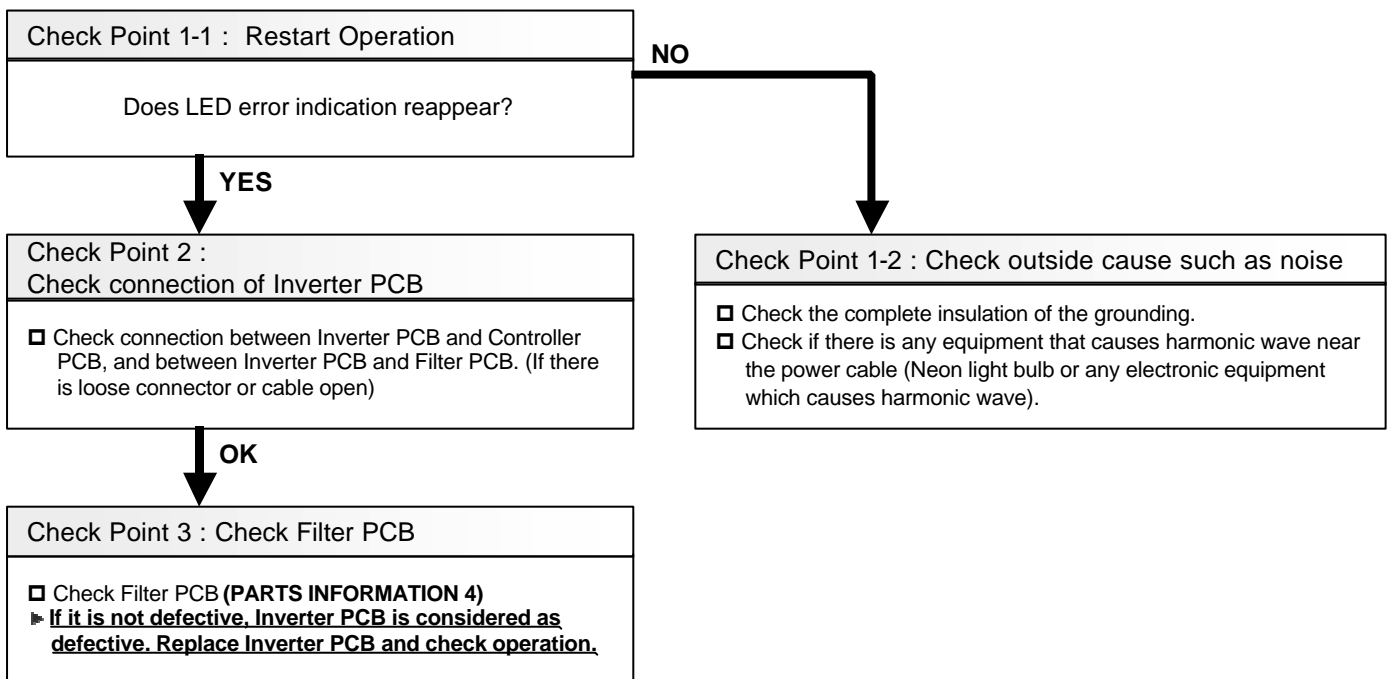 Check Point 1-1 :  Restart Operation
Does LED error indication reappear?
NO
YES
Check Point 2 :
Check connection of Inverter PCB
Check connection between Inverter PCB and Controller
PCB, and between Inverter PCB and Filter PCB. (If there
is loose connector or cable open)
Check Point 1-2 : Check outside cause such as noise
Check the complete insulation of the grounding.
Check if there is any equipment that causes harmonic wave near
the power cable (Neon light bulb or any electronic equipment
which causes harmonic wave).
OK
Check Point 3 : Check Filter PCB
Check Filter PCB (PARTS INFORMATION 4)
If it is not defective, Inverter PCB is considered as
defective. Replace Inverter PCB and check operation.